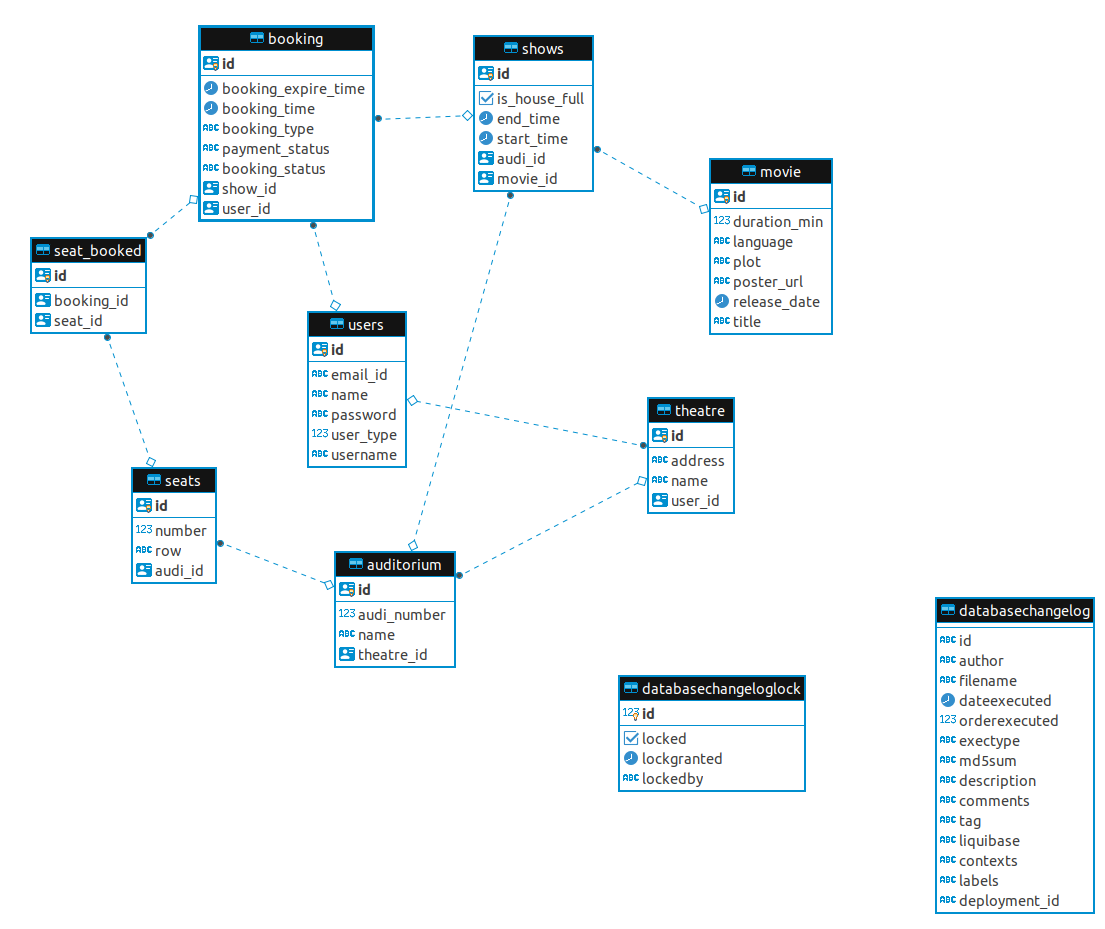 booking
id
booking_expire_time
booking_time
booking_type
payment_status
booking_status
show_id
user_id
shows
id
is_house_full
end_time
start_time
audi_id
movie_id
movie
id
123 duration_min
ABC language
ABC plot
ABC poster_url
release_date
ABC title
seat_booked
id
booking_id
seat_id
users
id
ABC email_id
ABC name
ABC password
123 user_type
ABC username
theatre
id
ABC address
ABC name
user_id
seats
id
123 number
ABC row
audi_id
auditorium
id
123 audi_number
ABC name
theatre_id
databasechangeloglock
123 id
locked
lockgranted
ABC lockedby
databasechangelog
ABC id
ABC author
ABC filename
dateexecuted
123 orderexecuted
ABC exectype
ABC md5sum
ABC description
ABC comments
ABC tag
ABC liquibase
ABC contexts
ABC labels
ABC deployment_id